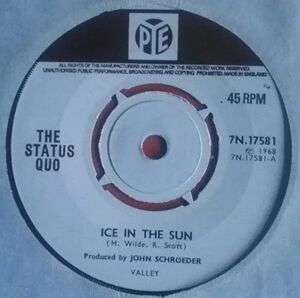 PYE
ALL RIGHTS OF THE MANUFACTURERS AND OWNER OF THE RECORDED WORK RESERVED.
UNAUTHORISED PUBLIC PERFORMANCE, BROADCASTING AND COPYING PROHIBITED. MADE IN ENGLAND
45 RPM
THE
STATUS
QUO
7N.17581
℗ 1968
7N.17581-A
ICE IN THE SUN
(M. Wilde, R. Scott)
Produced by JOHN SCHROEDER
VALLEY